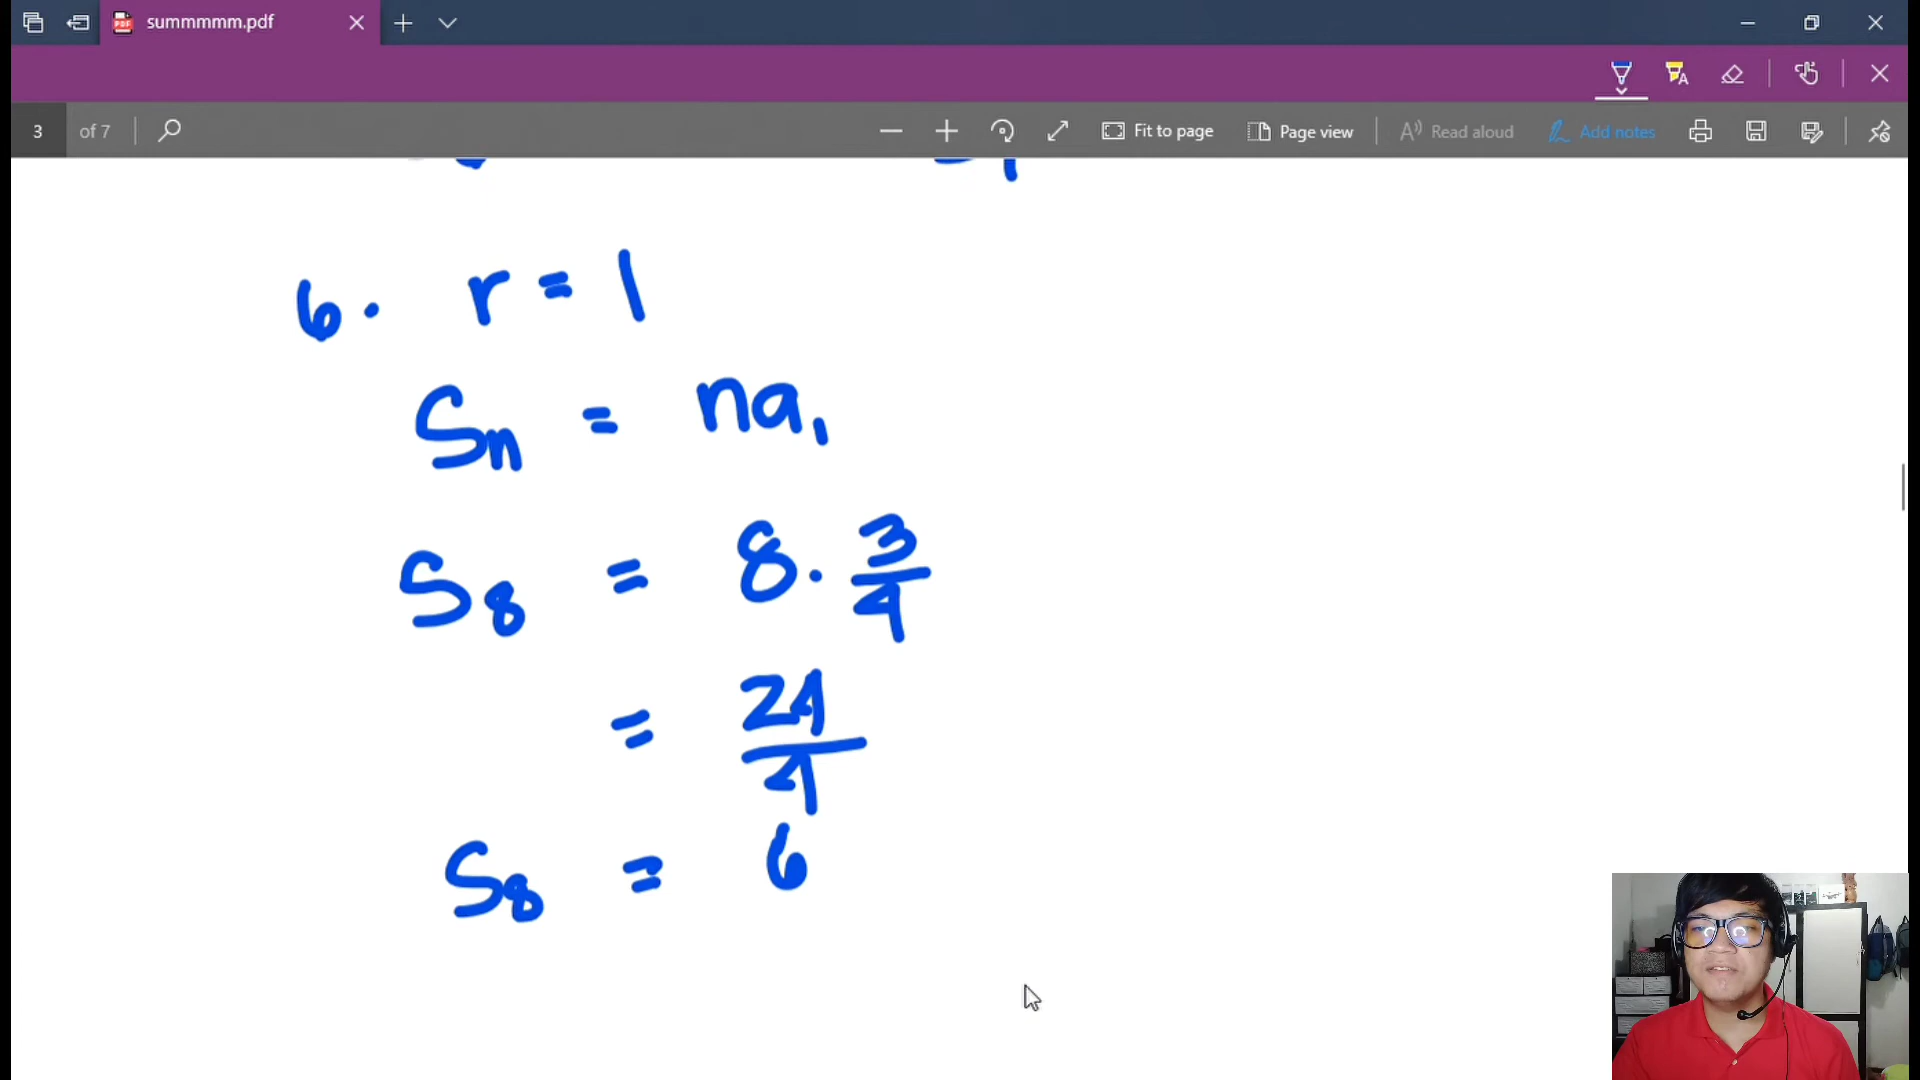 summmmm.pdf
3 of 7 Fit to page Page view Read aloud Add notes
6. r = 1
Sn = na₁
S₈ = 8 · 3/4
= 24/4
S₈ = 6